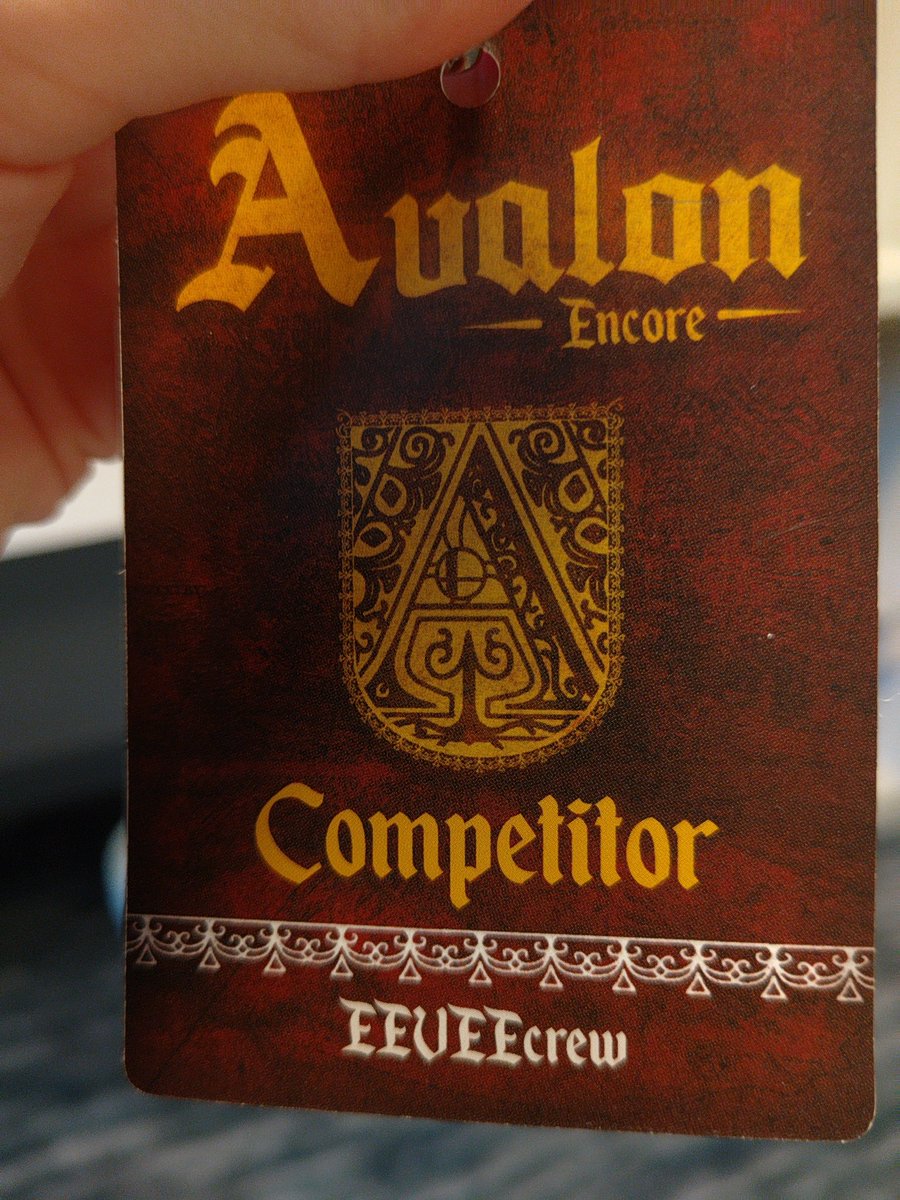 Avalon
Encore
Competitor
EEVEEcrew